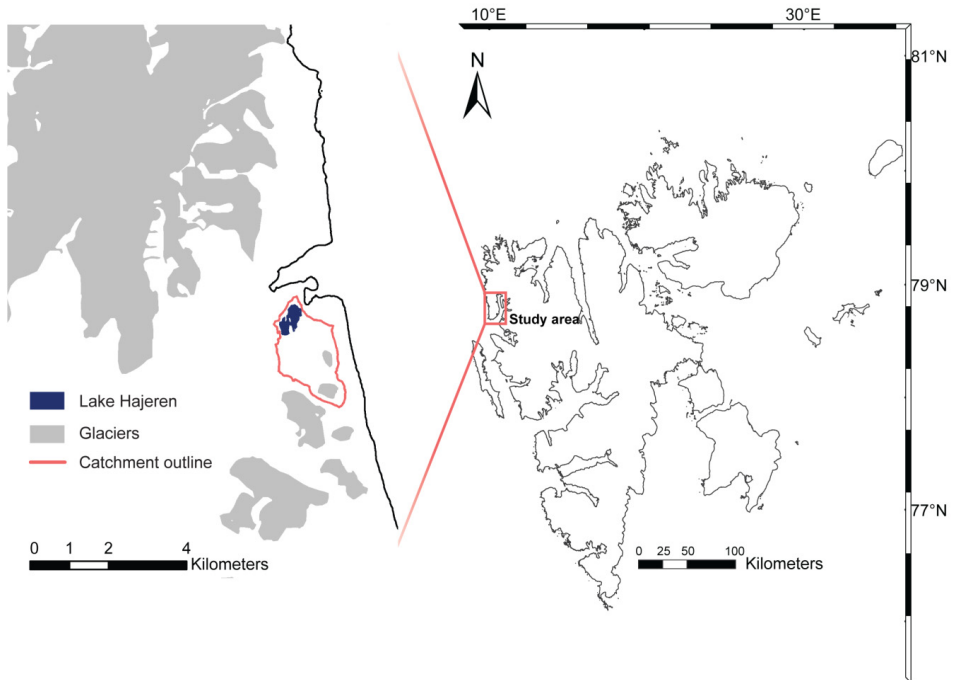 10°E
30°E
81°N
N
79°N
Study area
Lake Hajeren
Glaciers
Catchment outline
77°N
0 1 2 4
Kilometers
0 25 50 100
Kilometers